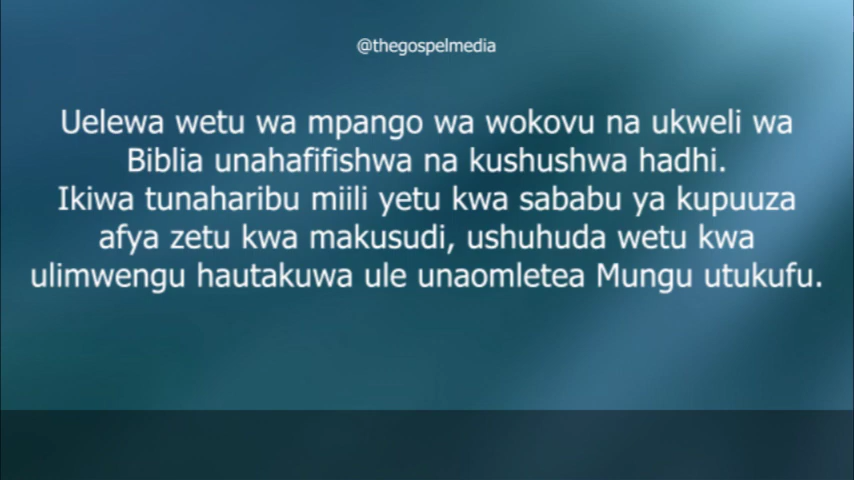 @thegospelmedia
Uelewa wetu wa mpango wa wokovu na ukweli wa
Biblia unahafifishwa na kushushwa hadhi.
Ikiwa tunaharibu miili yetu kwa sababu ya kupuuza
afya zetu kwa makusudi, ushuhuda wetu kwa
ulimwengu hautakuwa ule unaomletea Mungu utukufu.